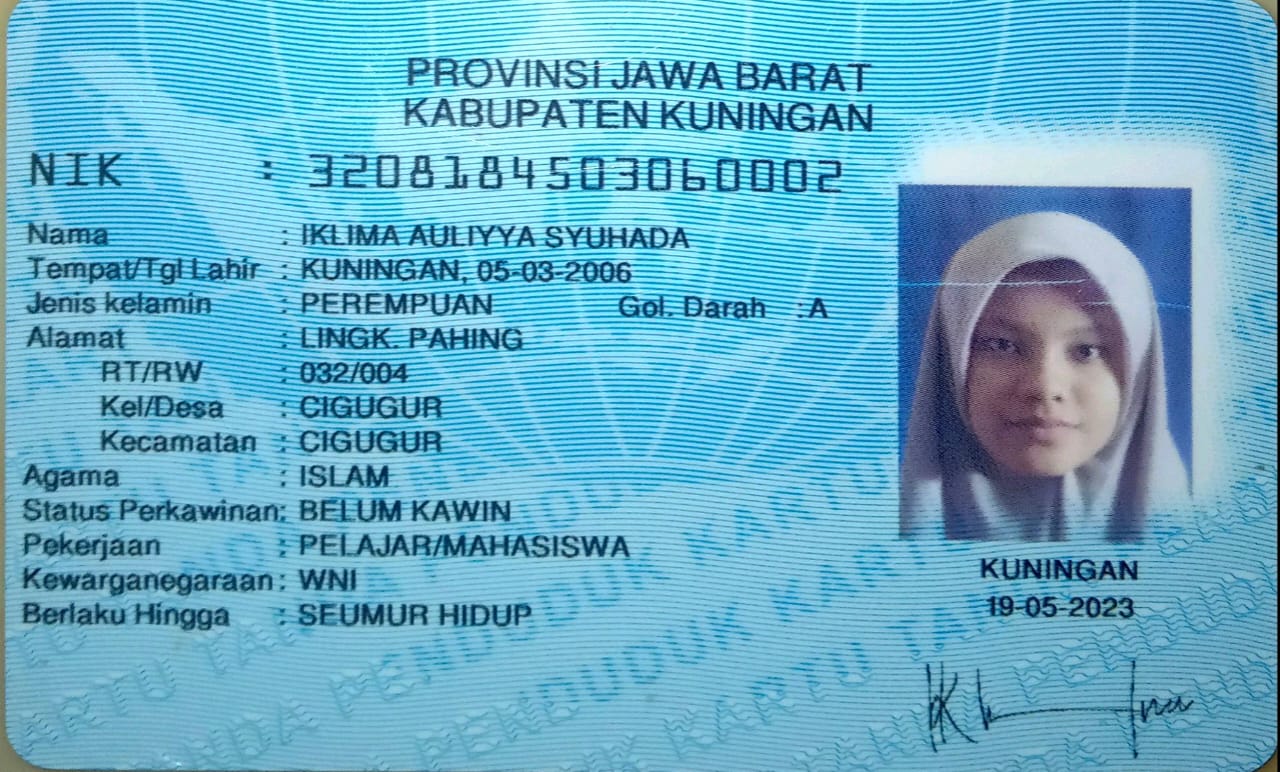 PROVINSI JAWA BARAT
KABUPATEN KUNINGAN
NIK : 3208184503060002
Nama : IKLIMA AULIYYA SYUHADA
Tempat/Tgl Lahir : KUNINGAN, 05-03-2006
Jenis kelamin : PEREMPUAN Gol. Darah : A
Alamat : LINGK. PAHING
RT/RW : 032/004
Kel/Desa : CIGUGUR
Kecamatan : CIGUGUR
Agama : ISLAM
Status Perkawinan: BELUM KAWIN
Pekerjaan : PELAJAR/MAHASISWA
Kewarganegaraan : WNI
Berlaku Hingga : SEUMUR HIDUP
KUNINGAN
19-05-2023